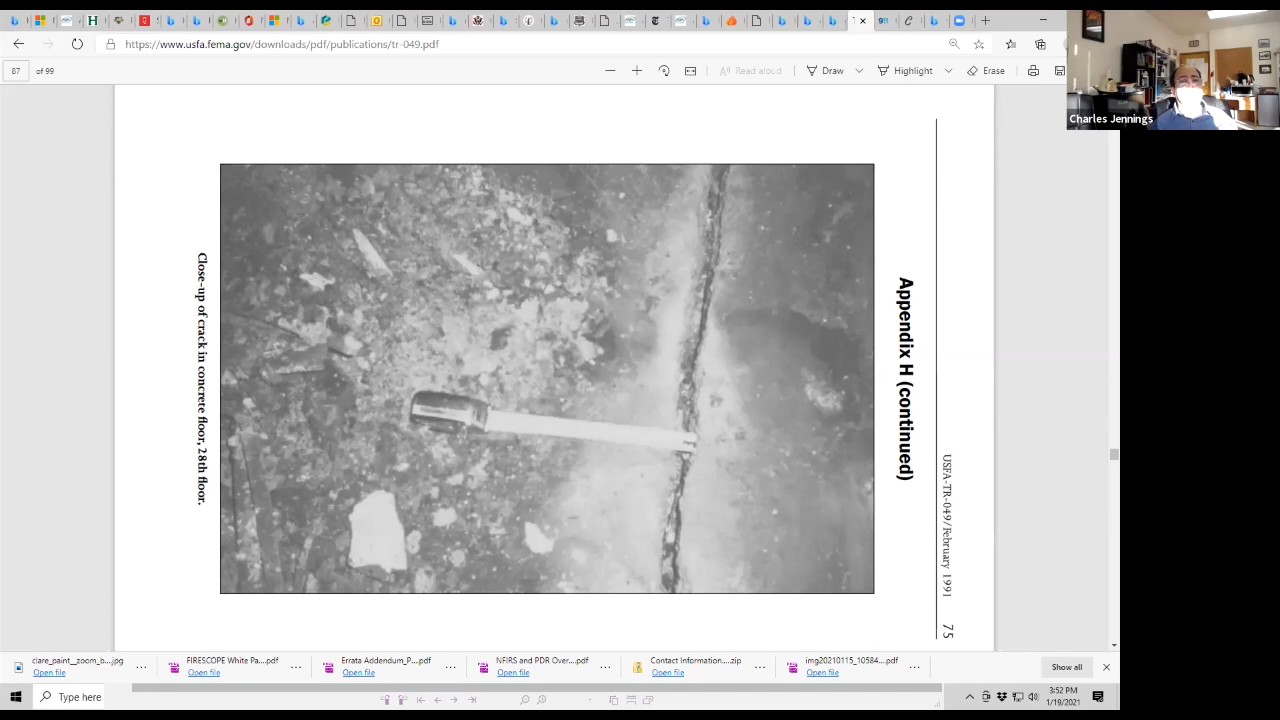 https://www.usfa.fema.gov/downloads/pdf/publications/tr-049.pdf
87 of 99
Read aloud
Draw
Highlight
Erase
Charles Jennings
USFA-TR-049/February 1991 75
Appendix H (continued)
Close-up of crack in concrete floor, 28th floor.
clare_paint__zoom_b....jpg
Open file
FIRESCOPE White Pa....pdf
Open file
Errata Addendum_P....pdf
Open file
NFIRS and PDR Over....pdf
Open file
Contact Information....zip
Open file
img20210115_10584....pdf
Open file
Show all
Type here
3:52 PM
1/19/2021